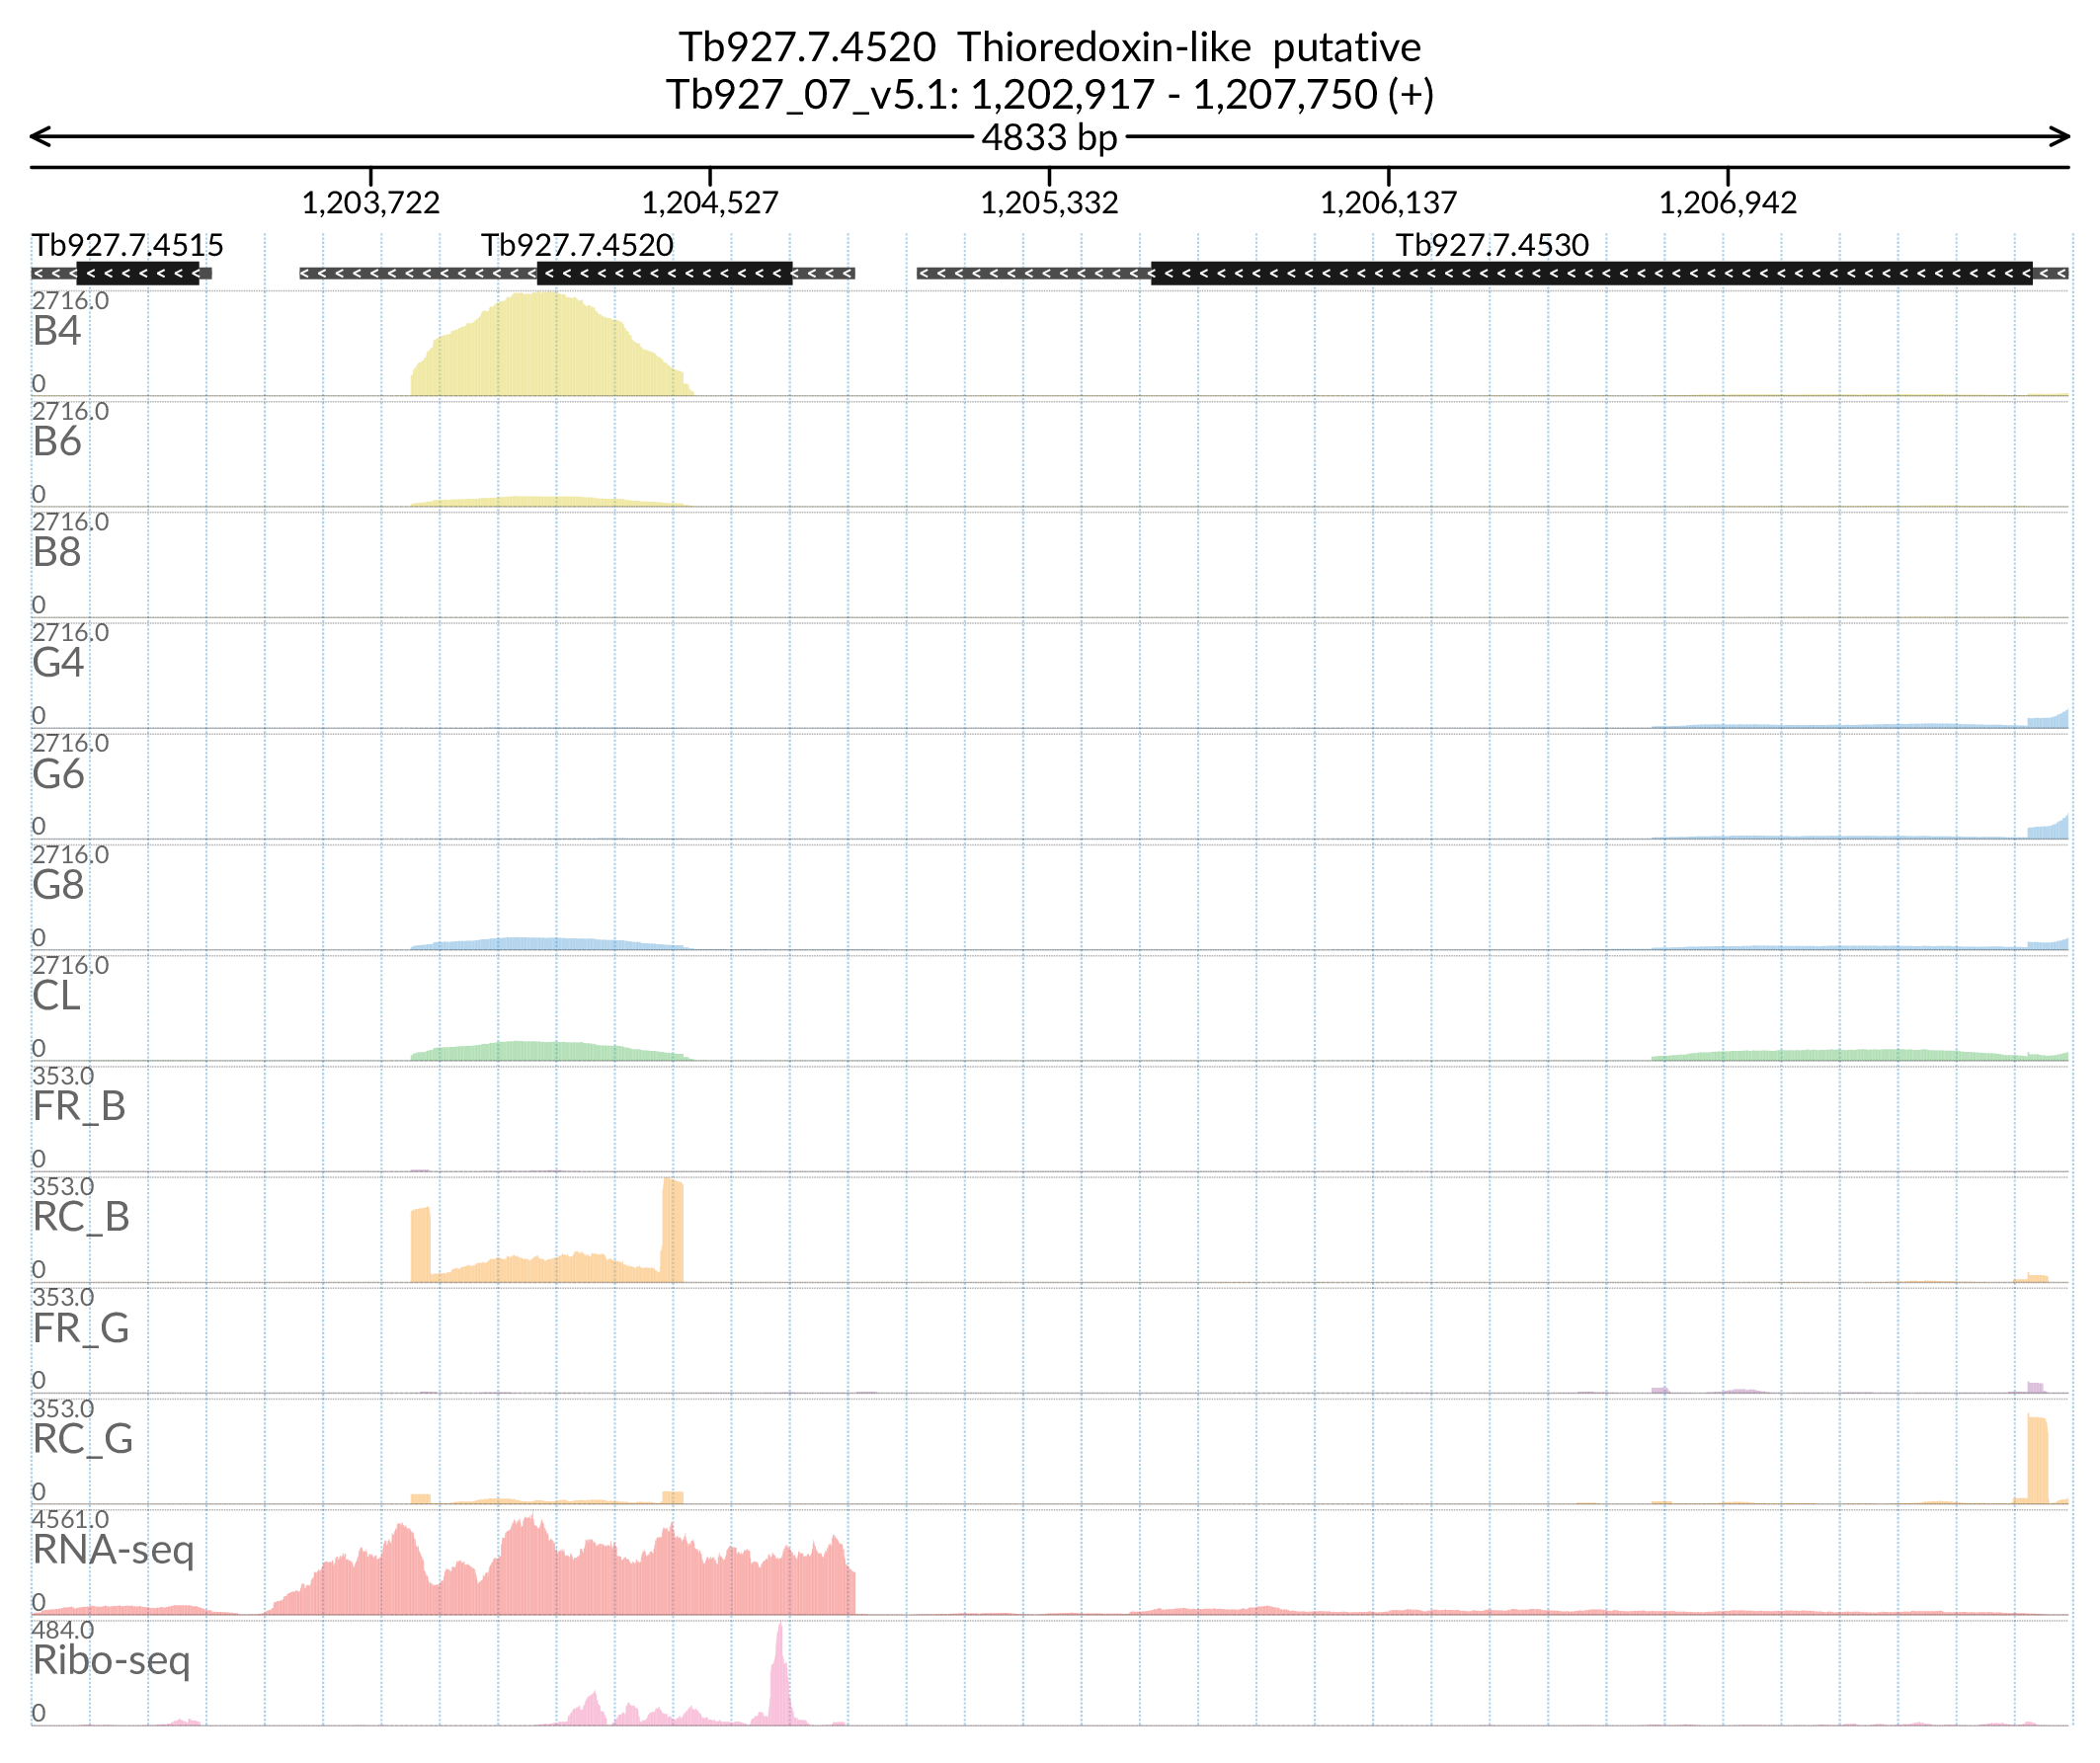 Tb927.7.4520 Thioredoxin-like putative
Tb927_07_v5.1: 1,202,917 - 1,207,750 (+)
4833 bp
1,203,722 1,204,527 1,205,332 1,206,137 1,206,942
Tb927.7.4515 Tb927.7.4520 Tb927.7.4530
2716.0
B4
0
2716.0
B6
0
2716.0
B8
0
2716.0
G4
0
2716.0
G6
0
2716.0
G8
0
2716.0
CL
0
353.0
FR_B
0
353.0
RC_B
0
353.0
FR_G
0
353.0
RC_G
0
4561.0
RNA-seq
0
484.0
Ribo-seq
0